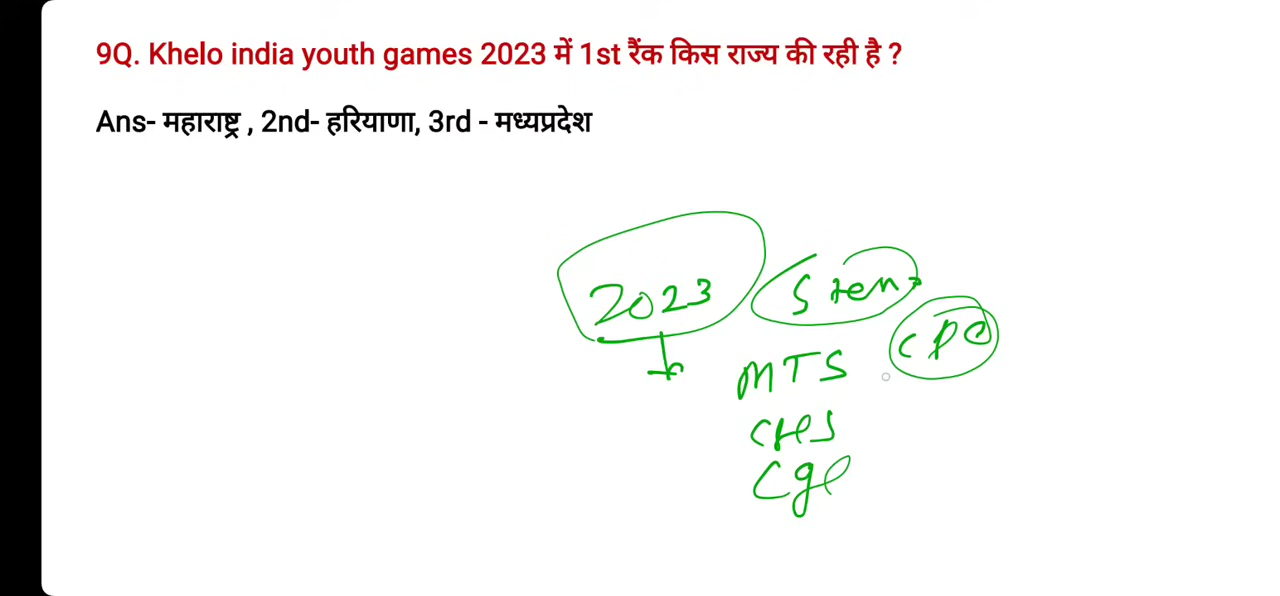 9Q. Khelo india youth games 2023 में 1st रैंक किस राज्य की रही है ?
Ans- महाराष्ट्र , 2nd- हरियाणा, 3rd - मध्यप्रदेश
2023 Steno
CPO
MTS
CHS
Cgl